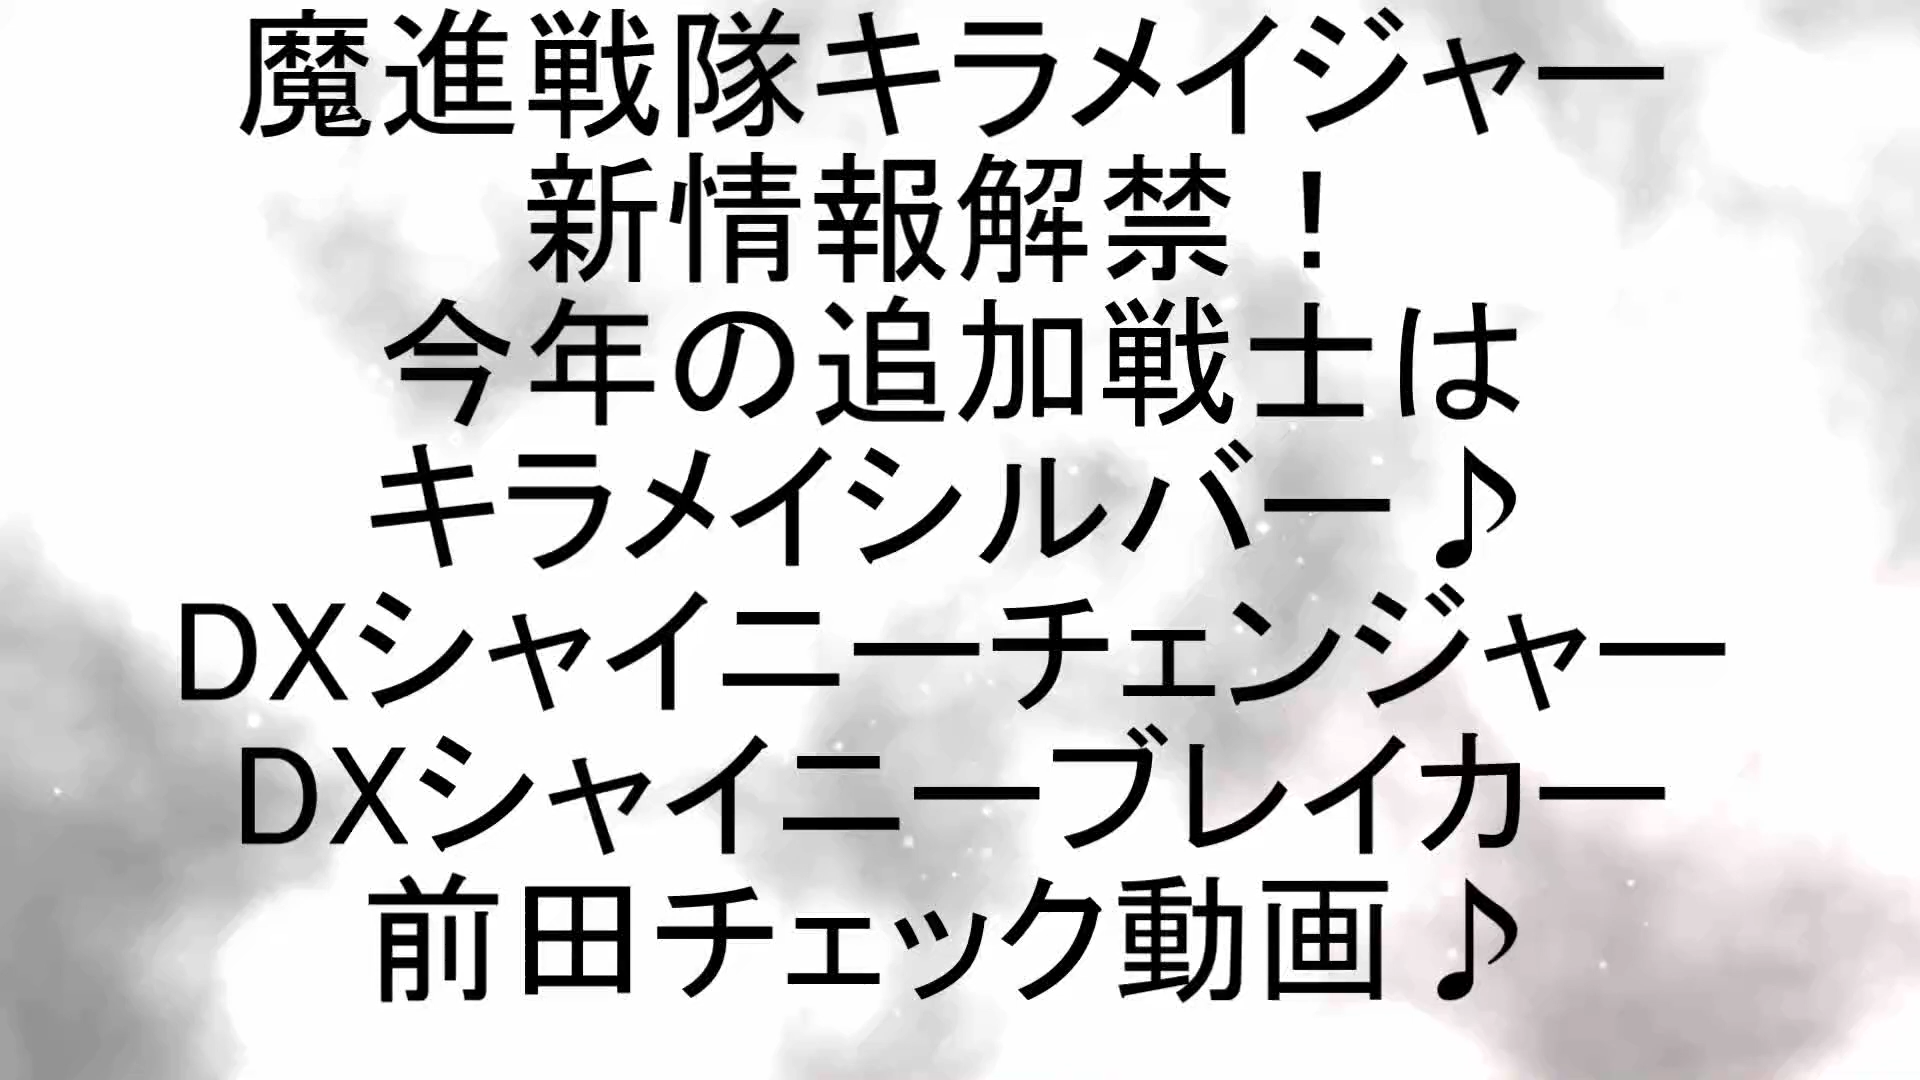 魔進戦隊キラメイジャー
新情報解禁！
今年の追加戦士は
キラメイシルバー♪
DXシャイニーチェンジャー
DXシャイニーブレイカー
前田チェック動画♪